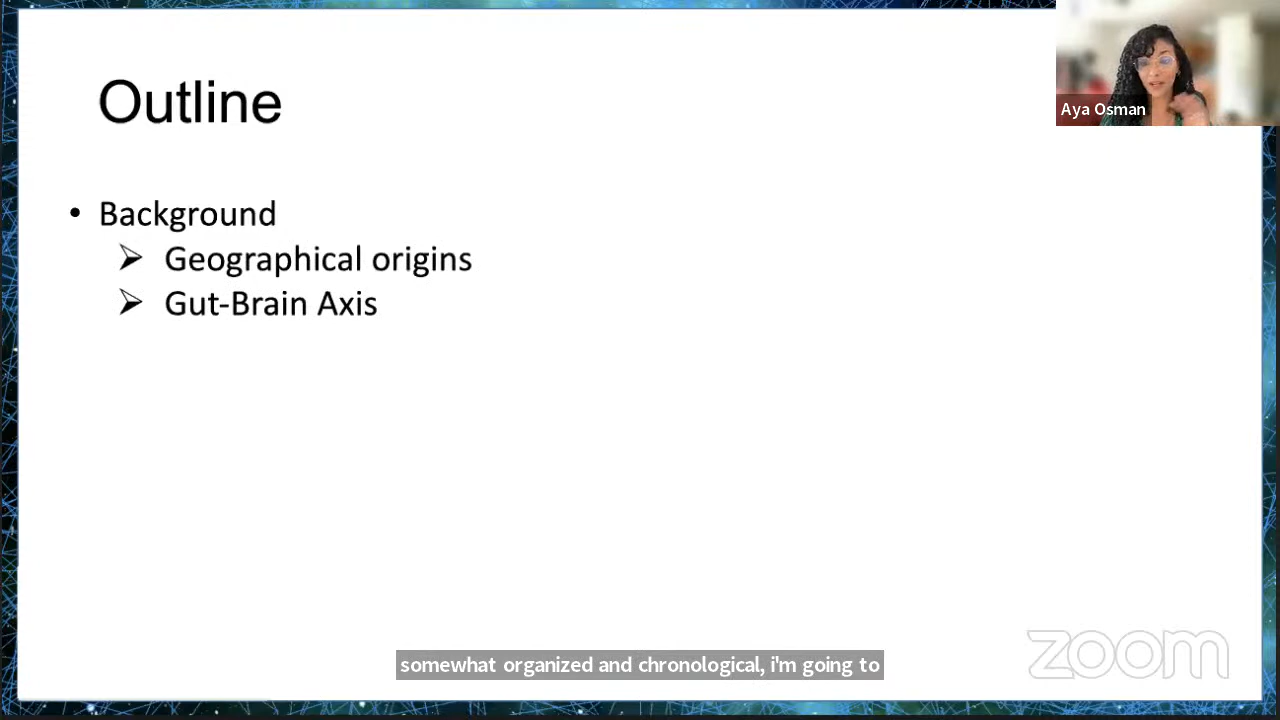 Outline
Aya Osman
• Background
➢ Geographical origins
➢ Gut-Brain Axis
somewhat organized and chronological, i'm going to
zoom